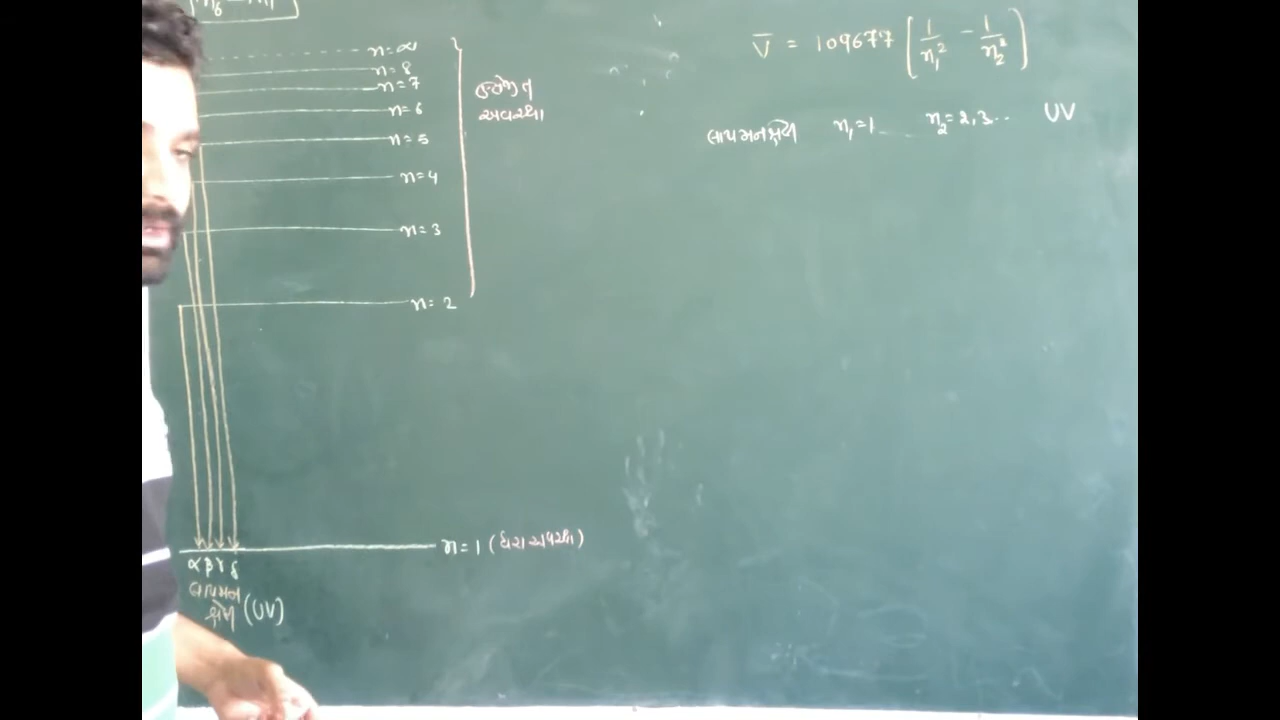 n=∝
n=8
n=7
n=6
n=5
n=4
n=3
n=2
ઉત્તેજીત
અવસ્થા
n=1 (ધરા અવસ્થા)
α β γ δ
લાયમન
શ્રેણી (UV)
V̅ = 109677 [1/n₁² - 1/n₂²]
લાયમન શ્રેણી n₁=1 n₂=2,3... UV